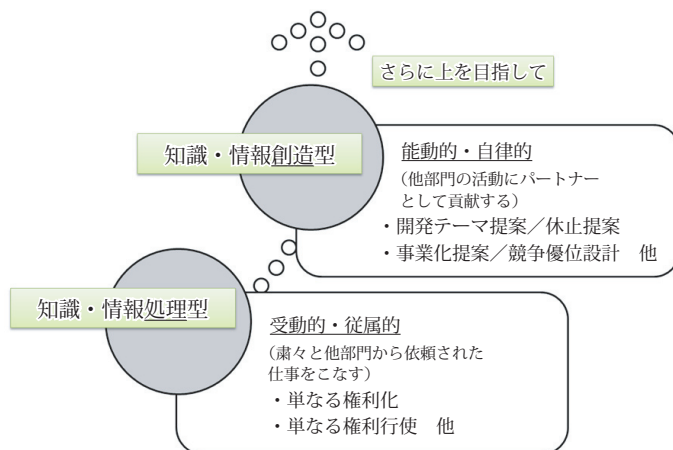 さらに上を目指して
知識・情報創造型
能動的・自律的
（他部門の活動にパートナー
として貢献する）
・開発テーマ提案／休止提案
・事業化提案／競争優位設計　他
知識・情報処理型
受動的・従属的
（粛々と他部門から依頼された
仕事をこなす）
・単なる権利化
・単なる権利行使　他